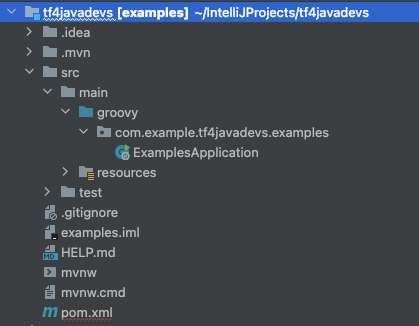 tf4javadevs [examples] ~/IntelliJProjects/tf4javadevs
.idea
.mvn
src
main
groovy
com.example.tf4javadevs.examples
ExamplesApplication
resources
test
.gitignore
examples.iml
MD HELP.md
mvnw
mvnw.cmd
m pom.xml